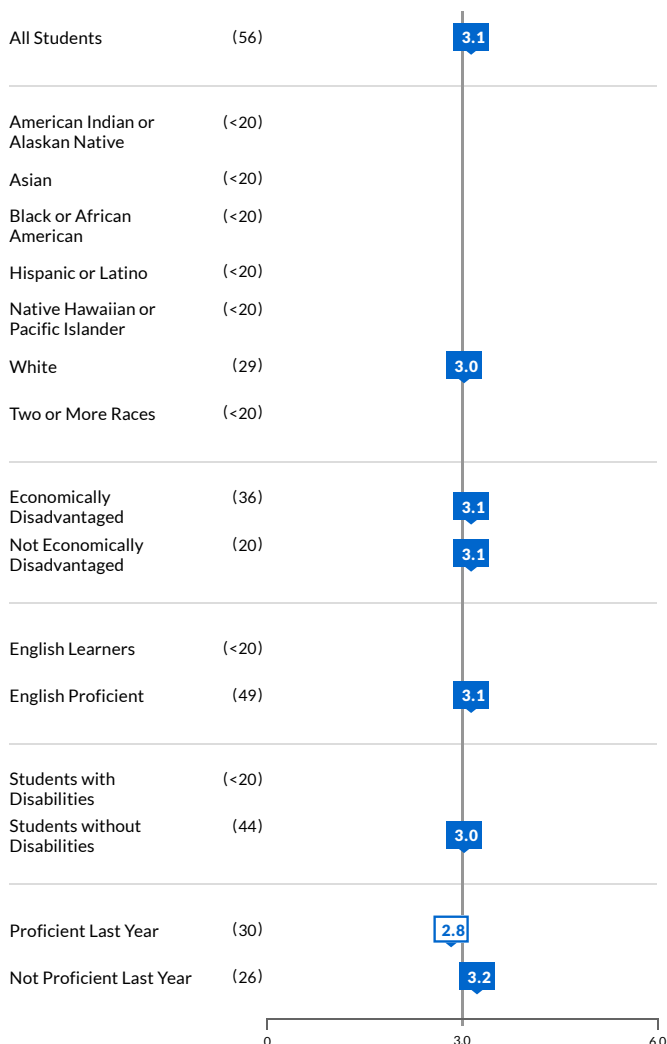 All Students (56) 3.1
American Indian or (<20)
Alaskan Native
Asian (<20)
Black or African (<20)
American
Hispanic or Latino (<20)
Native Hawaiian or (<20)
Pacific Islander
White (29) 3.0
Two or More Races (<20)
Economically (36) 3.1
Disadvantaged
Not Economically (20) 3.1
Disadvantaged
English Learners (<20)
English Proficient (49) 3.1
Students with (<20)
Disabilities
Students without (44) 3.0
Disabilities
Proficient Last Year (30) 2.8
Not Proficient Last Year (26) 3.2
0 3.0 6.0